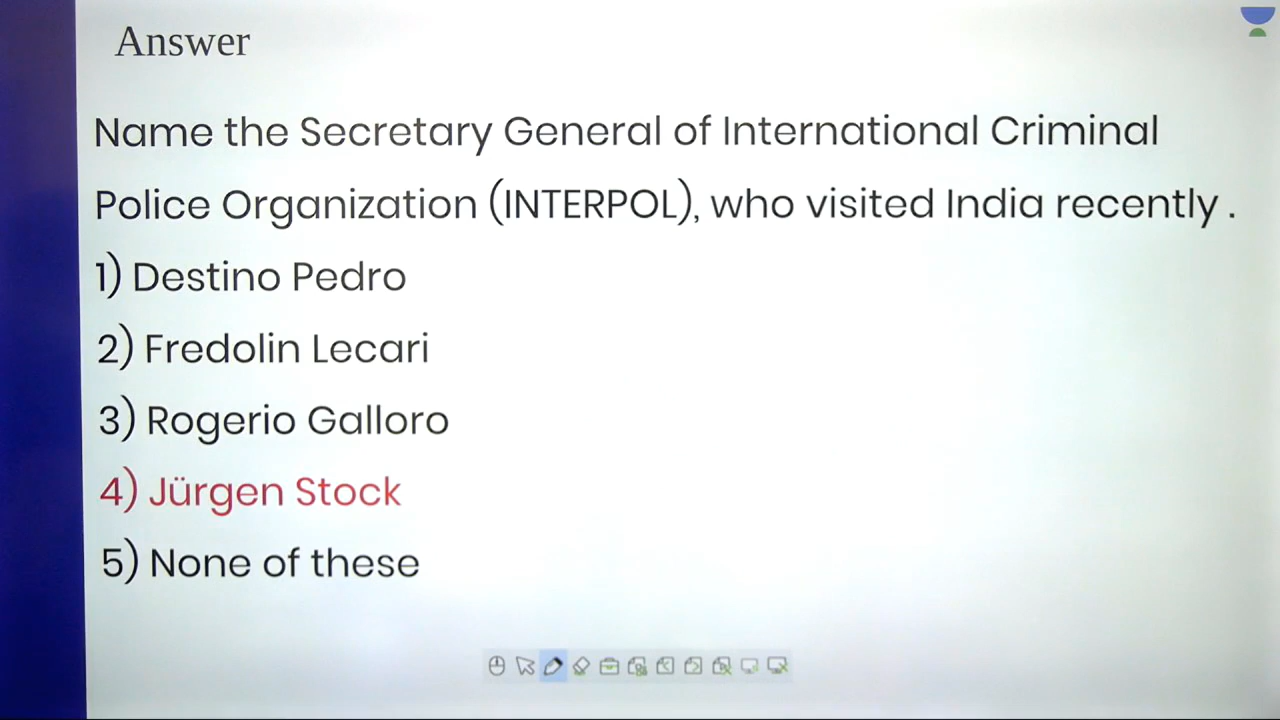 Answer
Name the Secretary General of International Criminal
Police Organization (INTERPOL), who visited India recently .
1) Destino Pedro
2) Fredolin Lecari
3) Rogerio Galloro
4) Jürgen Stock
5) None of these